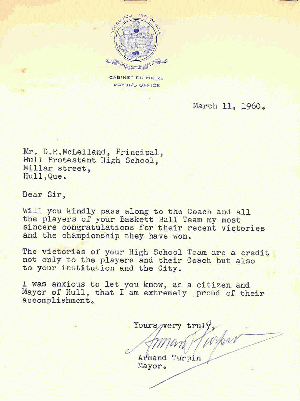 CABINET DU MAIRE
MAYOR'S OFFICE
March 11, 1960.
Mr. D.M.McLelland, Principal,
Hull Protestant High School,
Millar street,
Hull,Que.
Dear Sir,
Will you kindly pass along to the Coach and all
the players of your Baskett Ball Team my most
sincere congratulations for their recent victories
and the championship they have won.
The victories of your High School Team are a credit
not only to the players and their Coach but also
to your institution and the City.
I was anxious to let you know, as a citizen and
Mayor of Hull, that I am extremely proud of their
accomplishment.
Yours very truly,
Armand Turpin
Armand Turpin
Mayor.